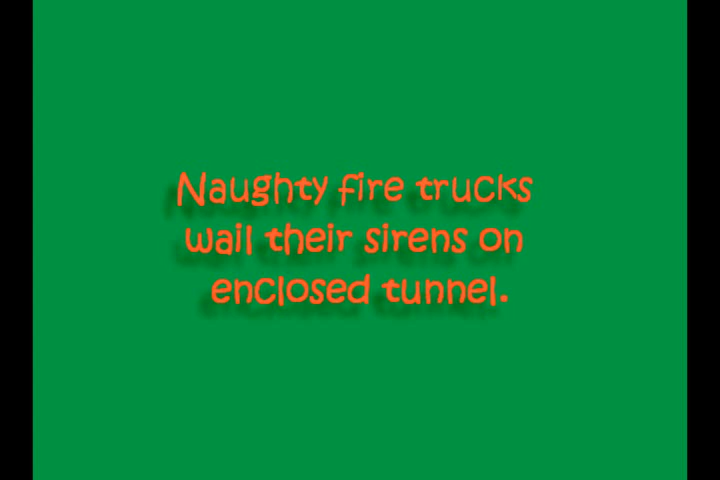 Naughty fire trucks
wail their sirens on
enclosed tunnel.